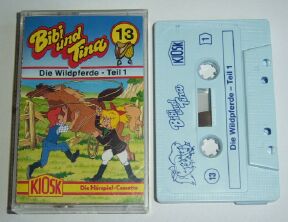 Bibi und Tina
13
Die Wildpferde - Teil 1
KIOSK
Die Hörspiel-Cassette
KIOSK
1
Bibi und Tina
Die Wildpferde - Teil 1
13